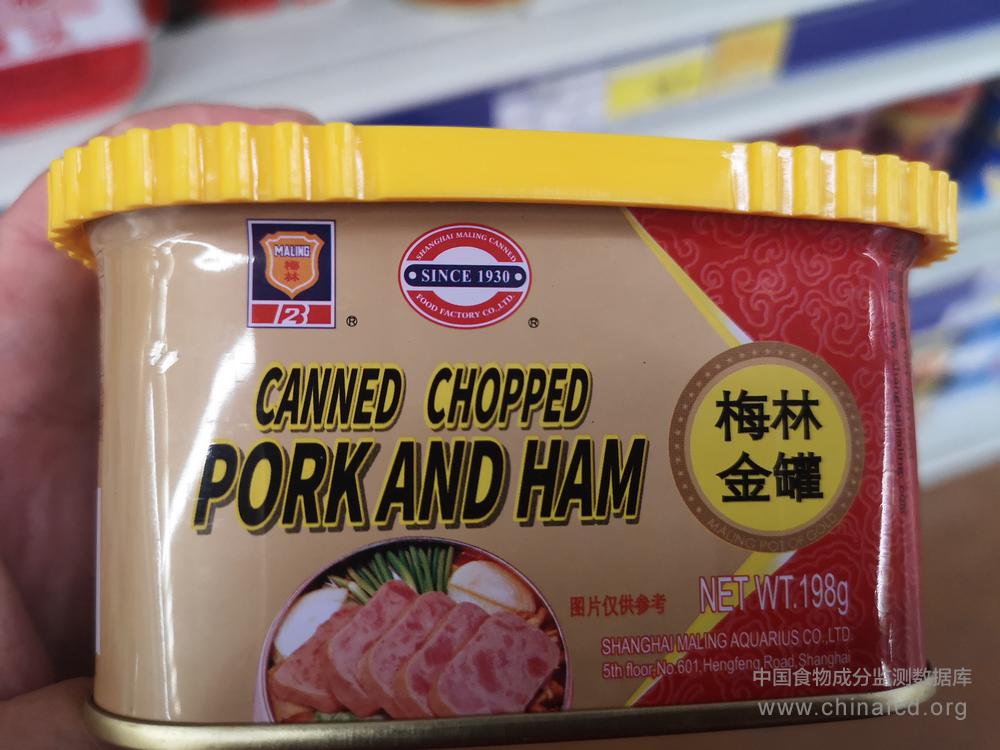 MALING
梅
林
B2
®
SHANGHAI MALING CANNED
SINCE 1930
FOOD FACTORY CO.,LTD.
®
CANNED CHOPPED
PORK AND HAM
梅林
金罐
MALING POT OF GOLD
图片仅供参考
NET WT.198g
SHANGHAI MALING AQUARIUS CO.,LTD.
5th floor,No.601,Hengfeng Road,Shanghai
中国食物成分监测数据库
www.chinafcd.org